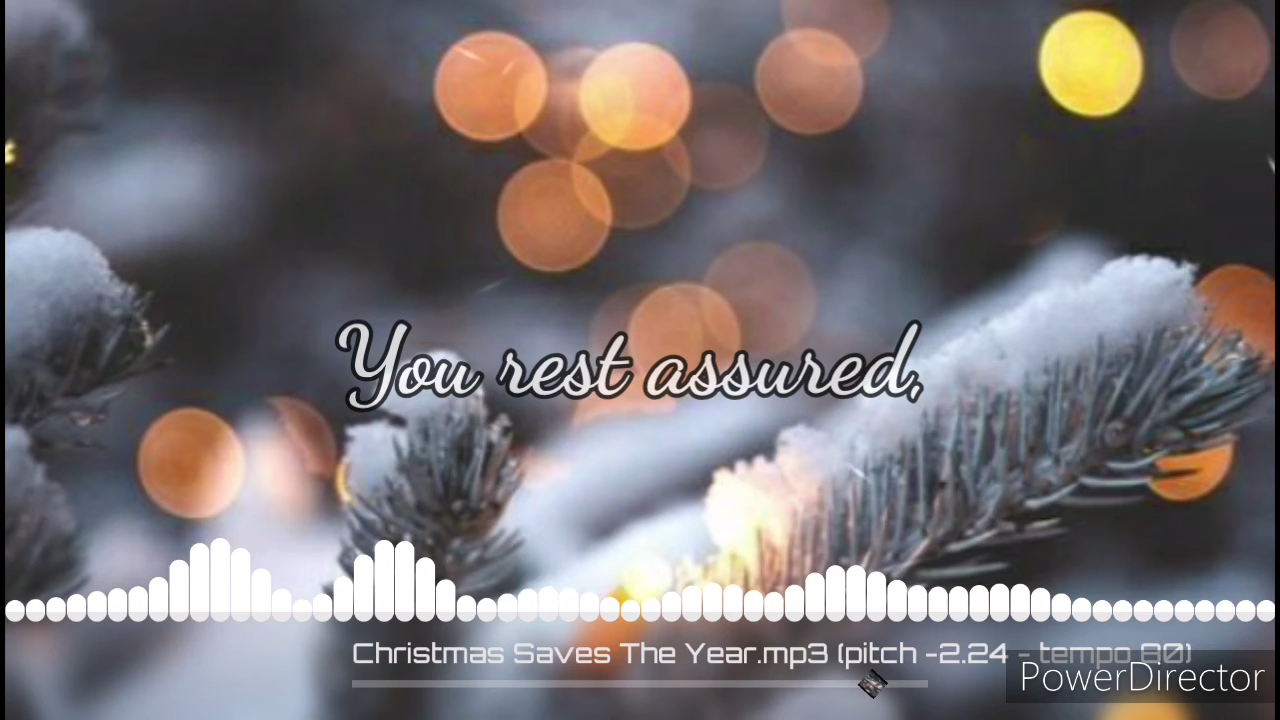 You rest assured,
Christmas Saves The Year.mp3 (pitch -2.24 - tempo 80)
PowerDirector